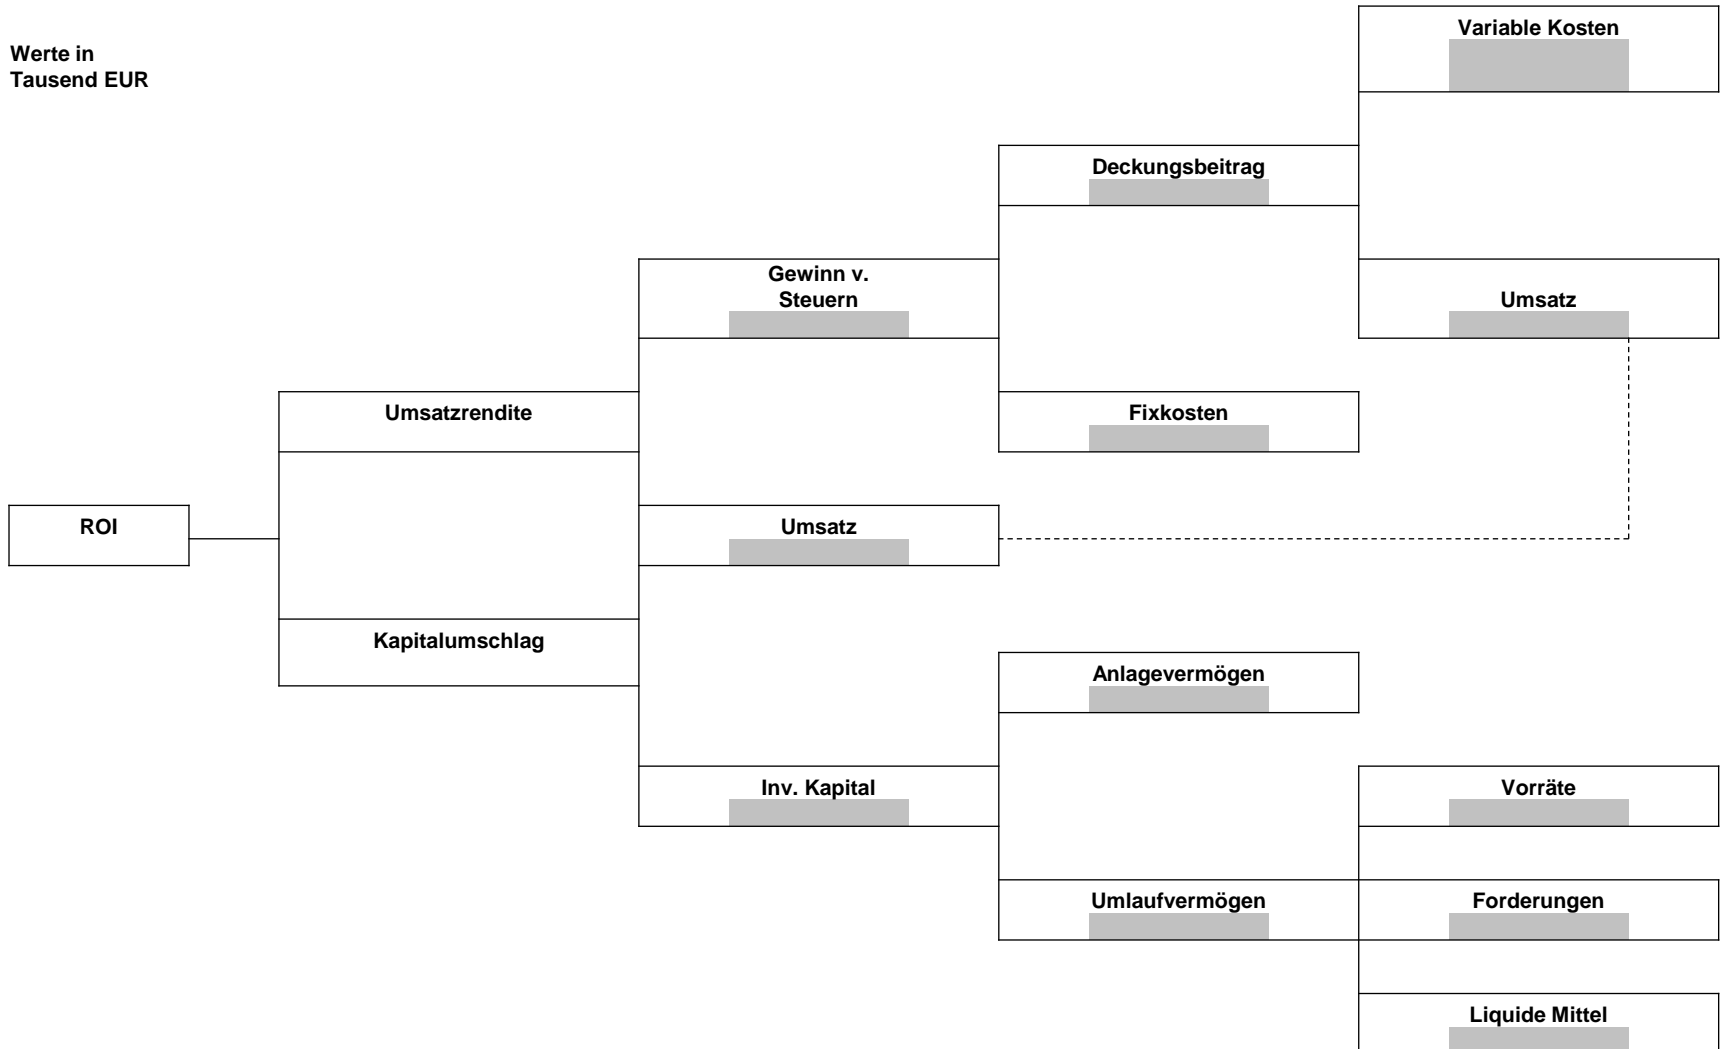 Werte in
Tausend EUR
Variable Kosten
Deckungsbeitrag
Gewinn v.
Steuern
Umsatz
Umsatzrendite
Fixkosten
ROI
Umsatz
Kapitalumschlag
Anlagevermögen
Inv. Kapital
Vorräte
Umlaufvermögen
Forderungen
Liquide Mittel